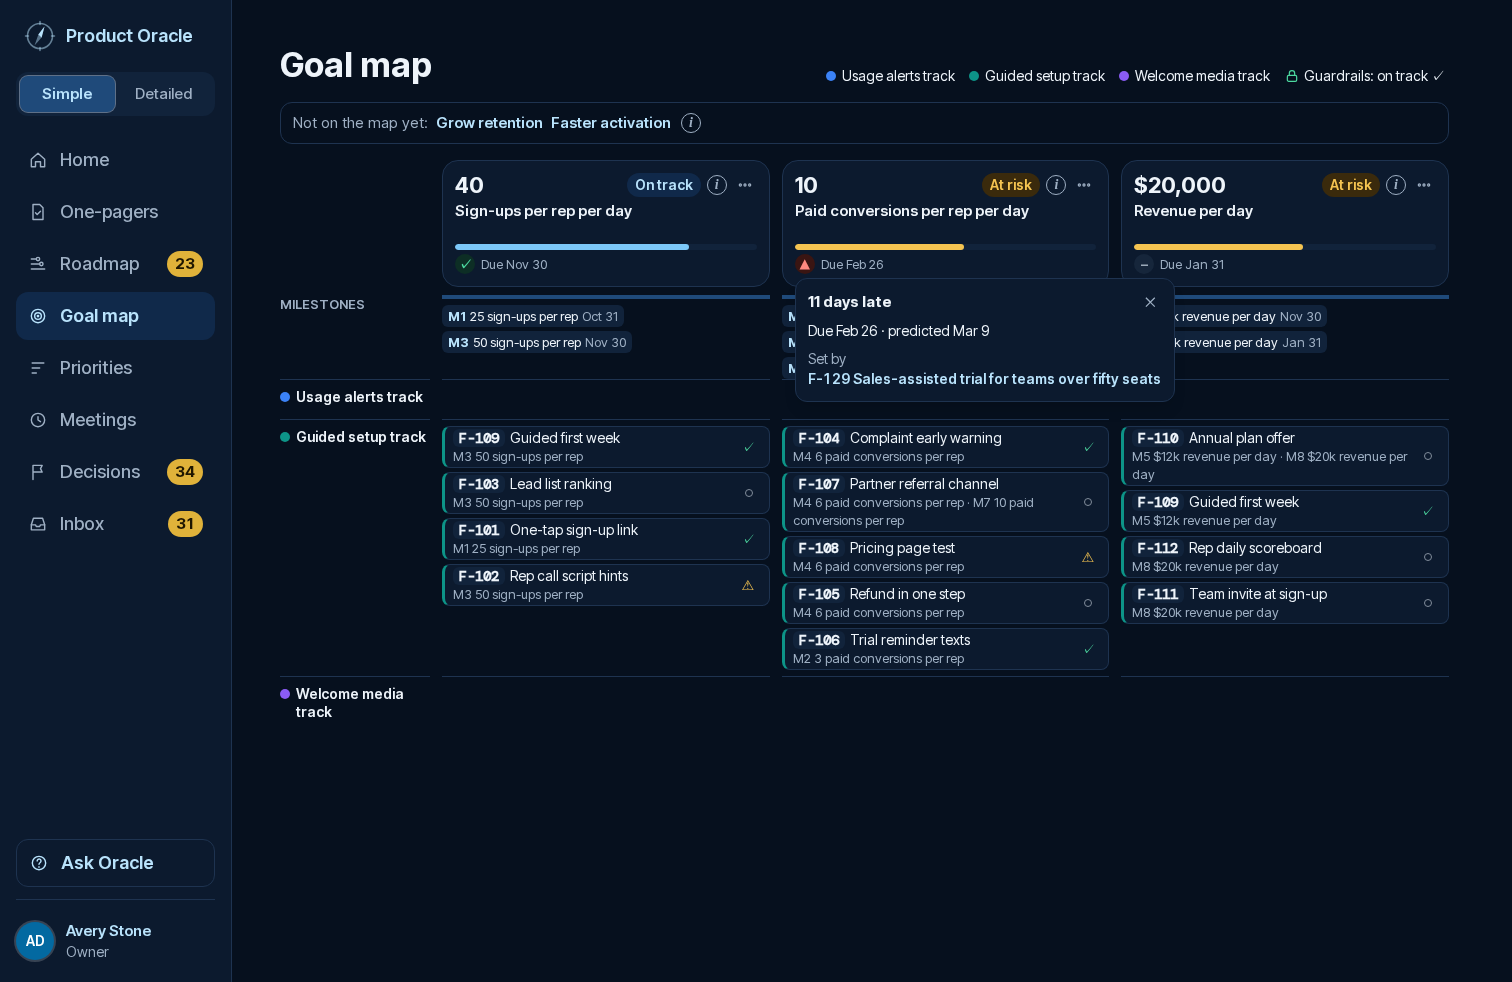 Product Oracle
Simple
Detailed
Home
One-pagers
Roadmap
23
Goal map
Priorities
Meetings
Decisions
34
Inbox
31
Ask Oracle
AD
Avery Stone
Owner
Goal map
Usage alerts track
Guided setup track
Welcome media track
Guardrails: on track ✓
Not on the map yet: Grow retention Faster activation i
40
On track
i
Sign-ups per rep per day
✓ Due Nov 30
10
At risk
i
Paid conversions per rep per day
Due Feb 26
$20,000
At risk
i
Revenue per day
– Due Jan 31
MILESTONES
M1 25 sign-ups per rep Oct 31
M3 50 sign-ups per rep Nov 30
revenue per day Nov 30
k revenue per day Jan 31
11 days late
Due Feb 26 · predicted Mar 9
Set by
F-129 Sales-assisted trial for teams over fifty seats
Usage alerts track
Guided setup track
F-109 Guided first week
M3 50 sign-ups per rep
✓
F-103 Lead list ranking
M3 50 sign-ups per rep
F-101 One-tap sign-up link
M1 25 sign-ups per rep
✓
F-102 Rep call script hints
M3 50 sign-ups per rep
⚠
F-104 Complaint early warning
M4 6 paid conversions per rep
✓
F-107 Partner referral channel
M4 6 paid conversions per rep · M7 10 paid
conversions per rep
F-108 Pricing page test
M4 6 paid conversions per rep
⚠
F-105 Refund in one step
M4 6 paid conversions per rep
F-106 Trial reminder texts
M2 3 paid conversions per rep
✓
F-110 Annual plan offer
M5 $12k revenue per day · M8 $20k revenue per
day
F-109 Guided first week
M5 $12k revenue per day
✓
F-112 Rep daily scoreboard
M8 $20k revenue per day
F-111 Team invite at sign-up
M8 $20k revenue per day
Welcome media
track